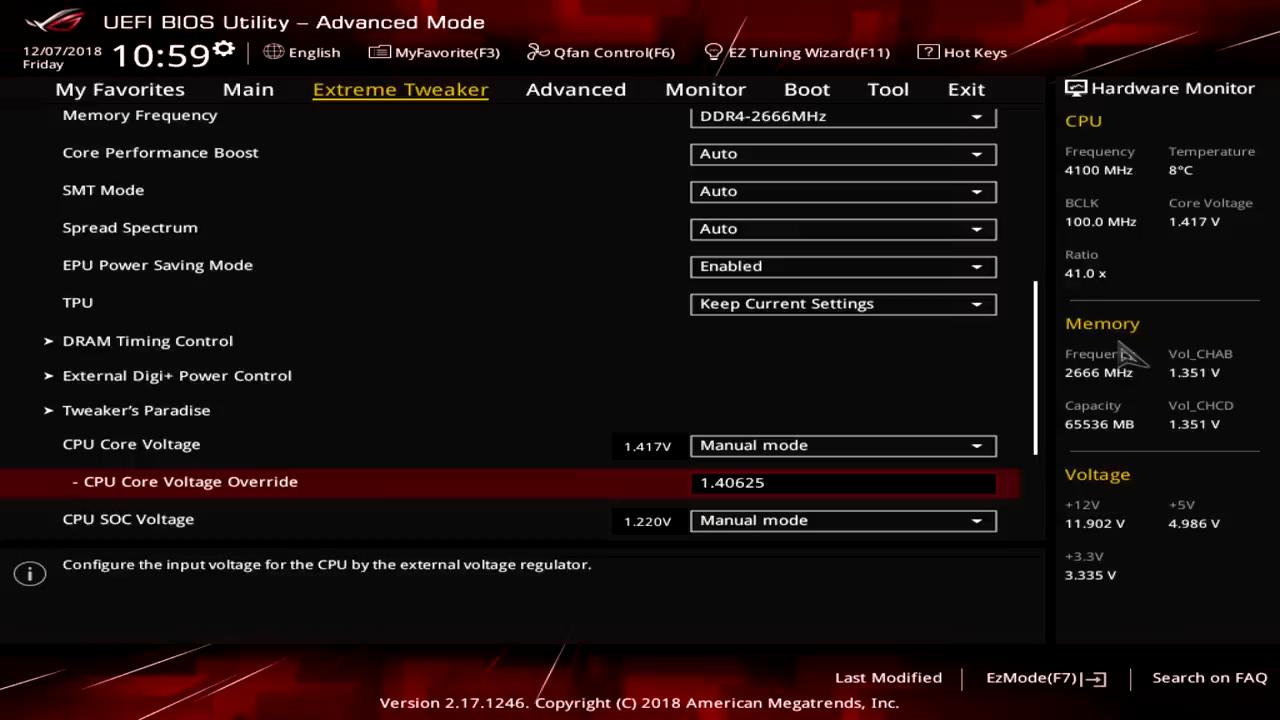 UEFI BIOS Utility – Advanced Mode
12/07/2018
Friday
10:59
English
MyFavorite(F3)
Qfan Control(F6)
EZ Tuning Wizard(F11)
? Hot Keys
My Favorites Main Extreme Tweaker Advanced Monitor Boot Tool Exit
Memory Frequency DDR4-2666MHz
Core Performance Boost Auto
SMT Mode Auto
Spread Spectrum Auto
EPU Power Saving Mode Enabled
TPU Keep Current Settings
DRAM Timing Control
External Digi+ Power Control
Tweaker's Paradise
CPU Core Voltage 1.417V Manual mode
- CPU Core Voltage Override 1.40625
CPU SOC Voltage 1.220V Manual mode
i Configure the input voltage for the CPU by the external voltage regulator.
Hardware Monitor
CPU
Frequency Temperature
4100 MHz 8°C
BCLK Core Voltage
100.0 MHz 1.417 V
Ratio
41.0 x
Memory
Vol_CHAB
2666 MHz 1.351 V
Capacity Vol_CHCD
65536 MB 1.351 V
Voltage
+12V +5V
11.902 V 4.986 V
+3.3V
3.335 V
Last Modified EzMode(F7) Search on FAQ
Version 2.17.1246. Copyright (C) 2018 American Megatrends, Inc.